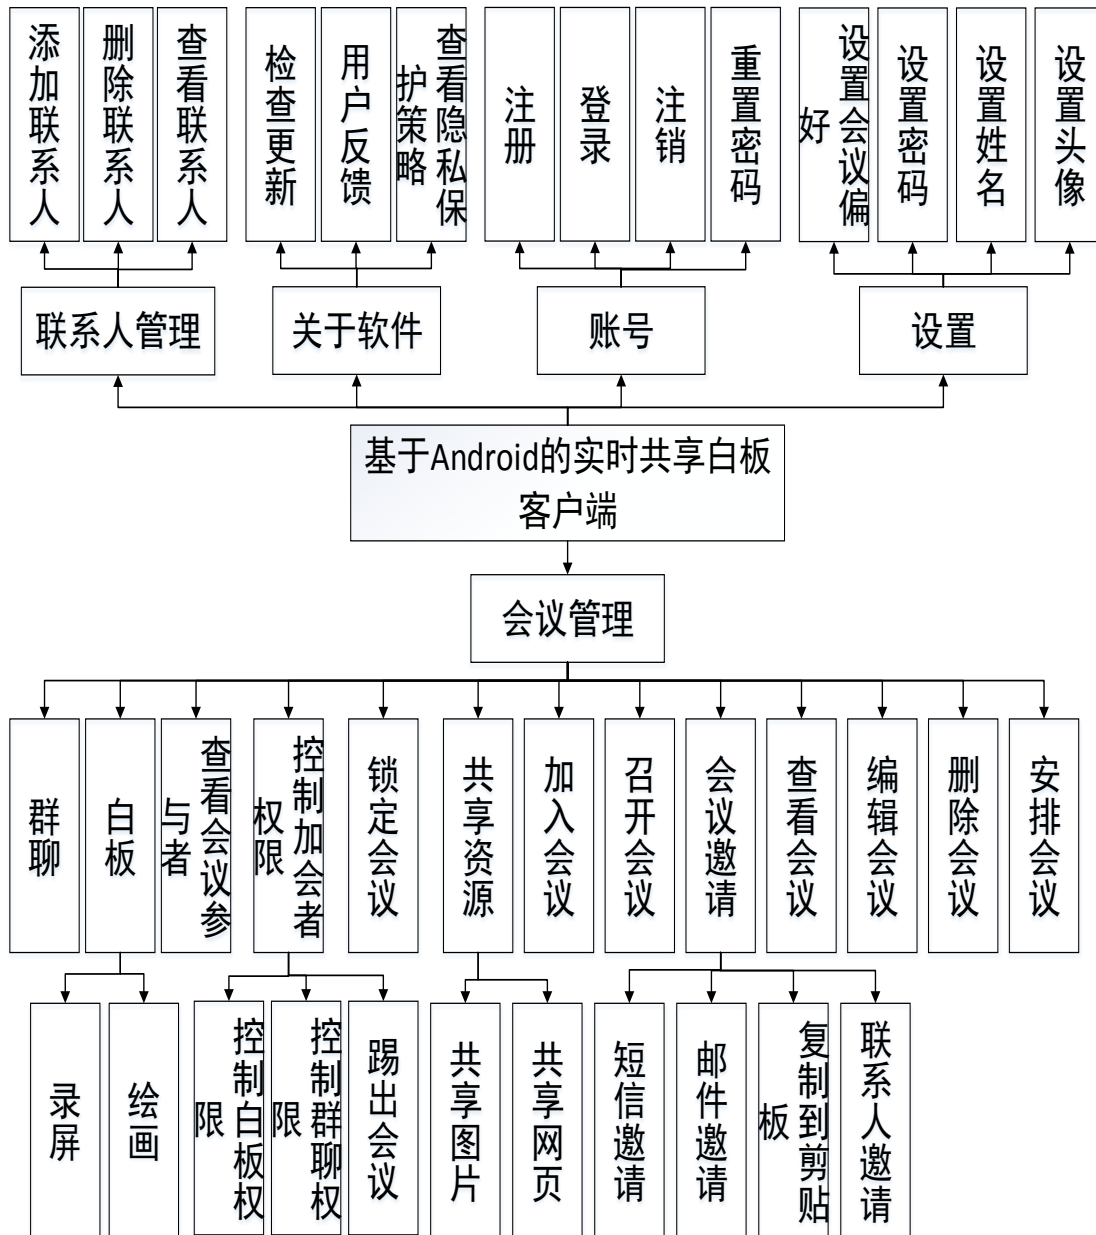 添加联系人
删除联系人
查看联系人
检查更新
用户反馈
查看隐私保
护策略
注册
登录
注销
重置密码
设置会议偏
好
设置密码
设置姓名
设置头像
联系人管理
关于软件
账号
设置
基于Android的实时共享白板
客户端
会议管理
群聊
白板
查看会议参
与者
控制加会者
权限
锁定会议
共享资源
加入会议
召开会议
会议邀请
查看会议
编辑会议
删除会议
安排会议
录屏
绘画
控制白板权
限
控制群聊权
限
踢出会议
共享图片
共享网页
短信邀请
邮件邀请
复制到剪贴
板
联系人邀请